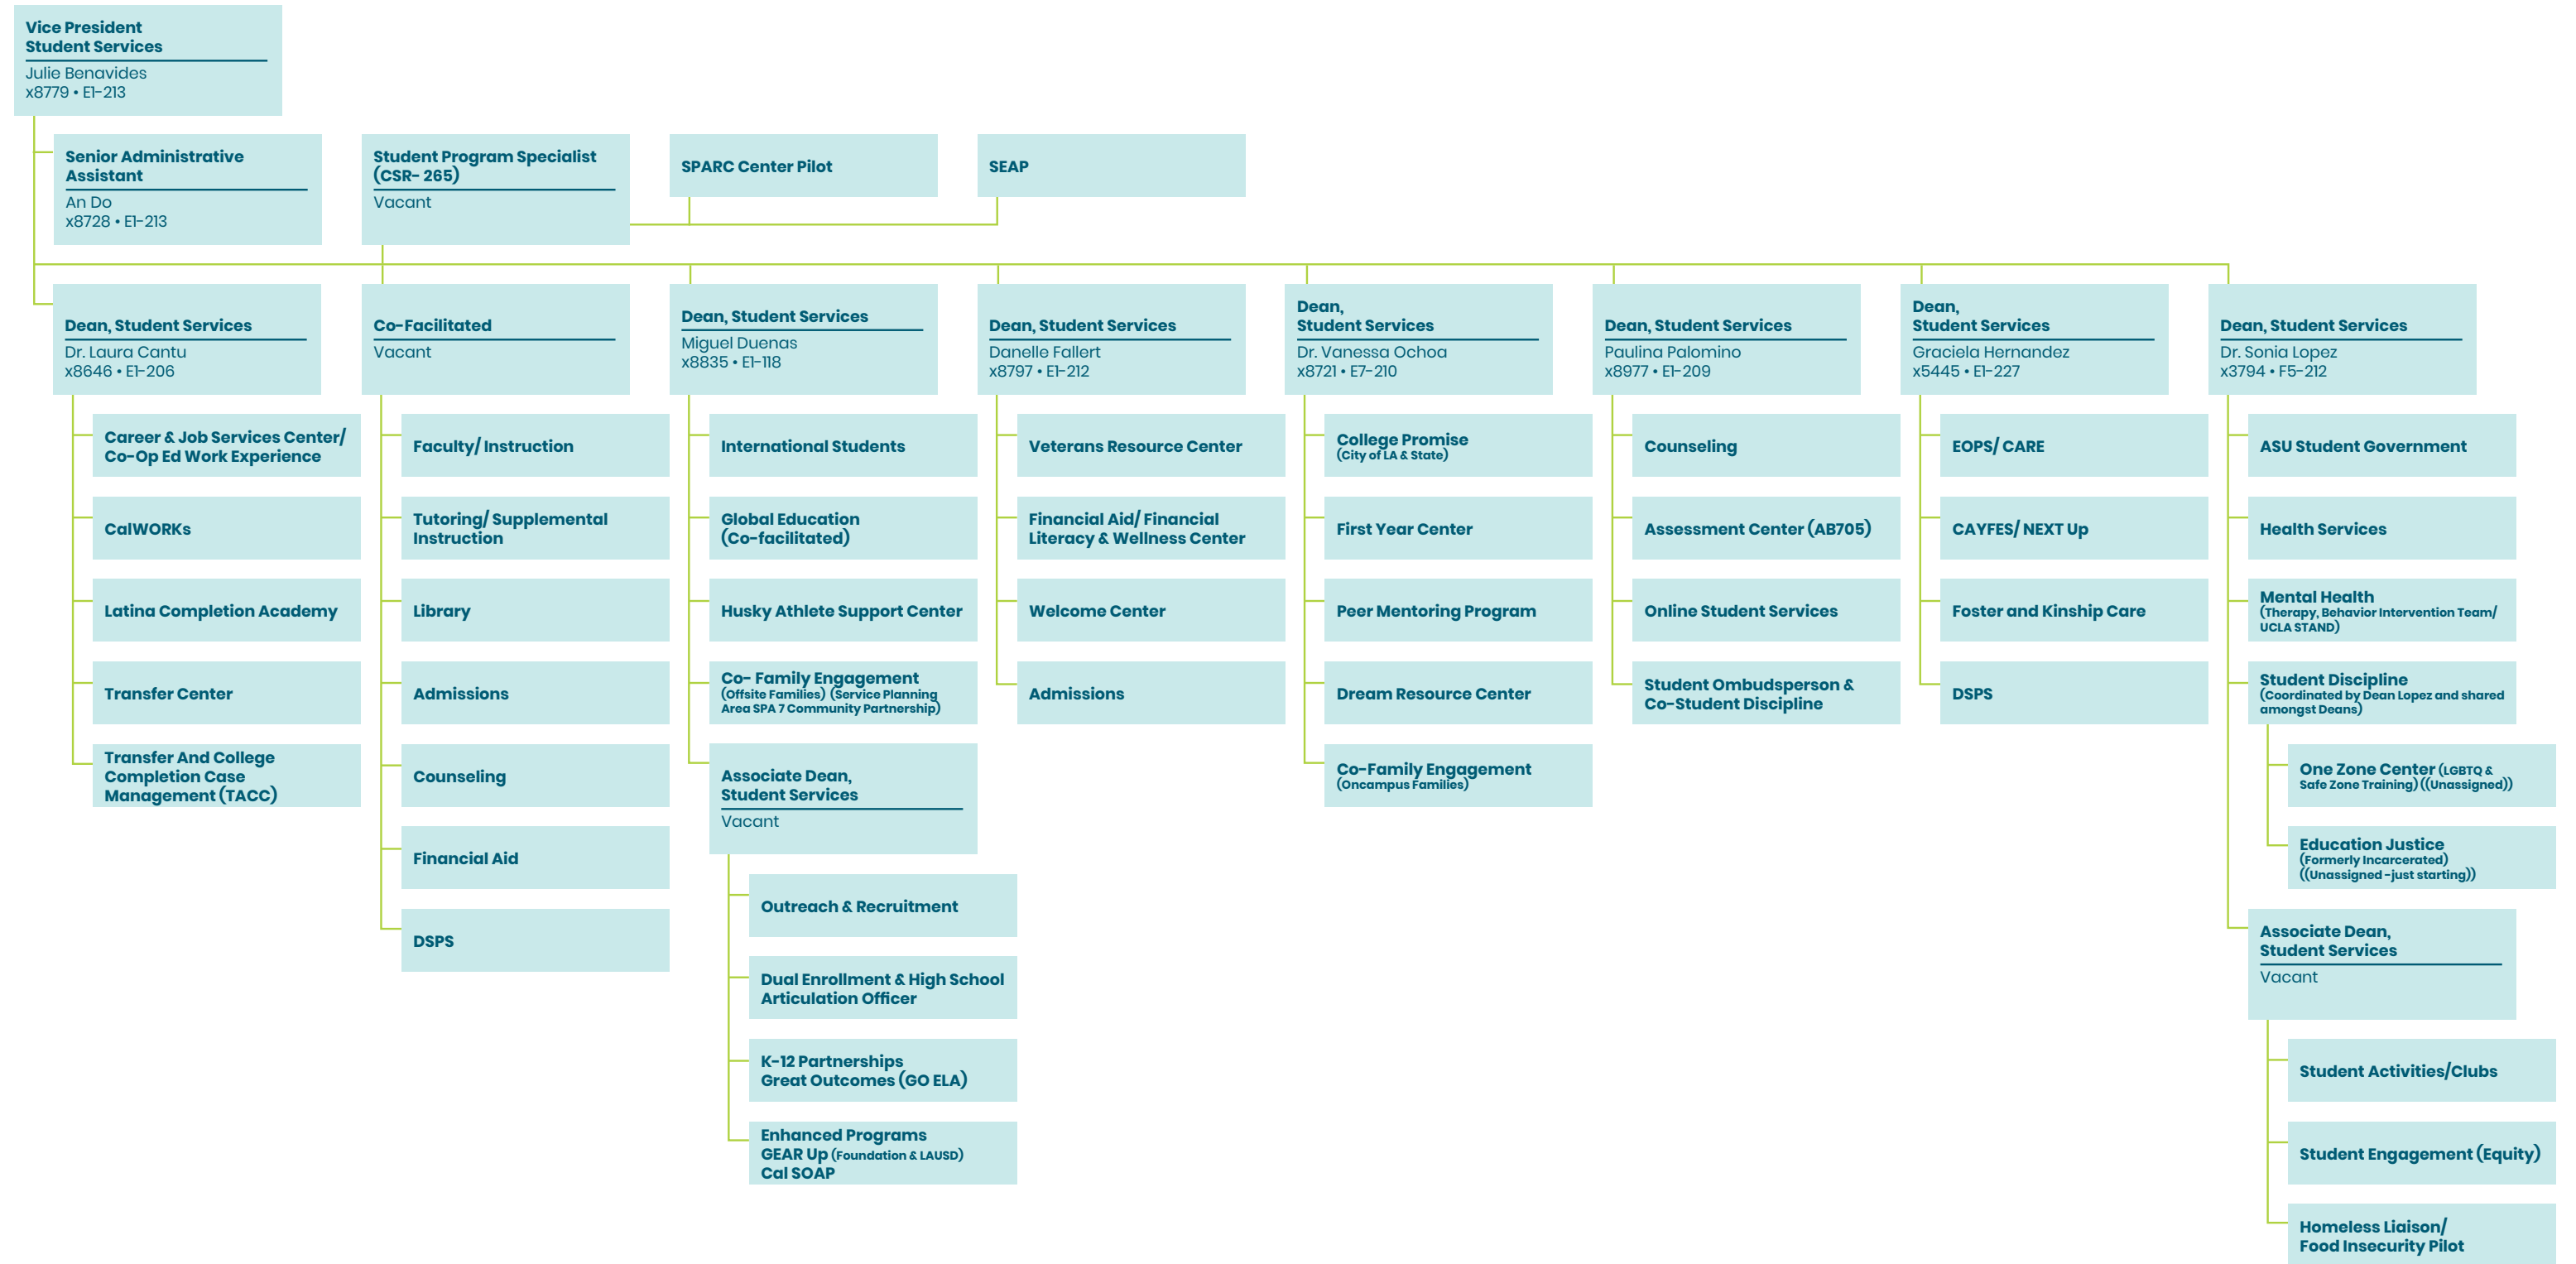 Vice President
Student Services
Julie Benavides
x8779 • E1-213
Senior Administrative
Assistant
An Do
x8728 • E1-213
Student Program Specialist
(CSR- 265)
Vacant
SPARC Center Pilot
SEAP
Dean, Student Services
Dr. Laura Cantu
x8646 • E1-206
Career & Job Services Center/
Co-Op Ed Work Experience
CalWORKs
Latina Completion Academy
Transfer Center
Transfer And College
Completion Case
Management (TACC)
Co-Facilitated
Vacant
Faculty/ Instruction
Tutoring/ Supplemental
Instruction
Library
Admissions
Counseling
Financial Aid
DSPS
Dean, Student Services
Miguel Duenas
x8835 • E1-118
International Students
Global Education
(Co-facilitated)
Husky Athlete Support Center
Co- Family Engagement
(Offsite Families) (Service Planning
Area SPA 7 Community Partnership)
Associate Dean,
Student Services
Vacant
Outreach & Recruitment
Dual Enrollment & High School
Articulation Officer
K-12 Partnerships
Great Outcomes (GO ELA)
Enhanced Programs
GEAR Up (Foundation & LAUSD)
Cal SOAP
Dean, Student Services
Danelle Fallert
x8797 • E1-212
Veterans Resource Center
Financial Aid/ Financial
Literacy & Wellness Center
Welcome Center
Admissions
Dean,
Student Services
Dr. Vanessa Ochoa
x8721 • E7-210
College Promise
(City of LA & State)
First Year Center
Peer Mentoring Program
Dream Resource Center
Co-Family Engagement
(Oncampus Families)
Dean, Student Services
Paulina Palomino
x8977 • E1-209
Counseling
Assessment Center (AB705)
Online Student Services
Student Ombudsperson &
Co-Student Discipline
Dean,
Student Services
Graciela Hernandez
x5445 • E1-227
EOPS/ CARE
CAYFES/ NEXT Up
Foster and Kinship Care
DSPS
Dean, Student Services
Dr. Sonia Lopez
x3794 • F5-212
ASU Student Government
Health Services
Mental Health
(Therapy, Behavior Intervention Team/
UCLA STAND)
Student Discipline
(Coordinated by Dean Lopez and shared
amongst Deans)
One Zone Center (LGBTQ &
Safe Zone Training) ((Unassigned))
Education Justice
(Formerly Incarcerated)
((Unassigned -just starting))
Associate Dean,
Student Services
Vacant
Student Activities/Clubs
Student Engagement (Equity)
Homeless Liaison/
Food Insecurity Pilot